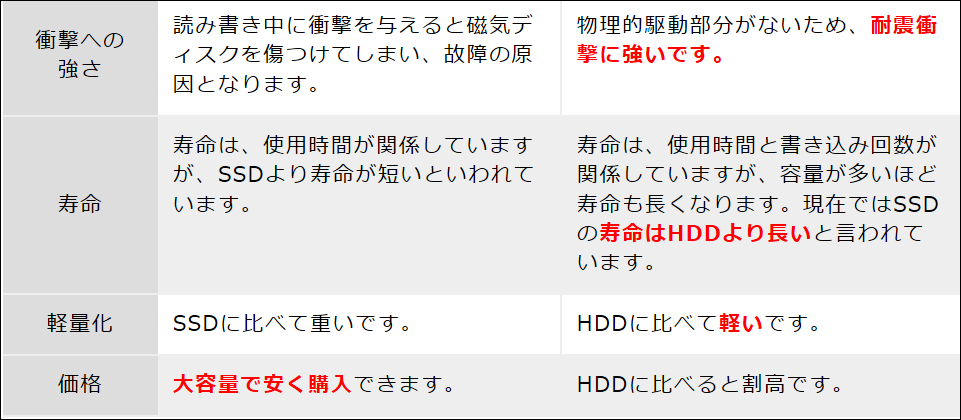 衝撃への
強さ
読み書き中に衝撃を与えると磁気デ
ィスクを傷つけてしまい、故障の原
因となります。
物理的駆動部分がないため、耐震衝
撃に強いです。
寿命
寿命は、使用時間が関係しています
が、SSDより寿命が短いといわれて
います。
寿命は、使用時間と書き込み回数が
関係していますが、容量が多いほど
寿命も長くなります。現在ではSSD
の寿命はHDDより長いと言われて
います。
軽量化
SSDに比べて重いです。
HDDに比べて軽いです。
価格
大容量で安く購入できます。
HDDに比べると割高です。